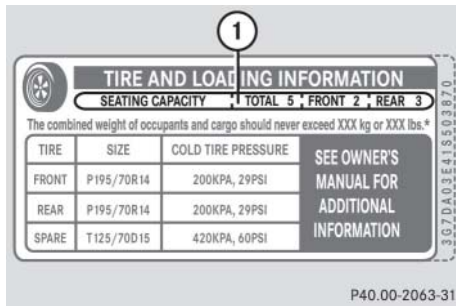 1
TIRE AND LOADING INFORMATION
SEATING CAPACITY TOTAL 5 FRONT 2 REAR 3
The combined weight of occupants and cargo should never exceed XXX kg or XXX lbs.*
TIRE SIZE COLD TIRE PRESSURE
SEE OWNER'S
MANUAL FOR
ADDITIONAL
INFORMATION
FRONT P195/70R14 200KPA, 29PSI
REAR P195/70R14 200KPA, 29PSI
SPARE T125/70D15 420KPA, 60PSI
3G7DA03E41S503870
P40.00-2063-31